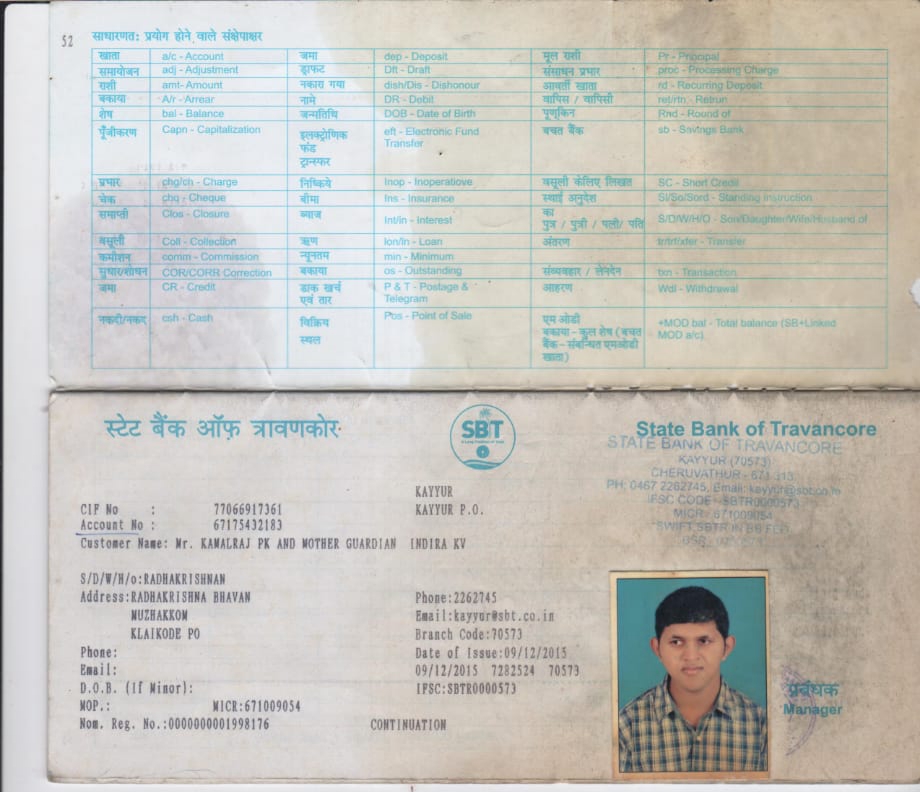 52
साधारणत: प्रयोग होने वाले संक्षेपाक्षर
खाता a/c - Account जमा dep - Deposit मूल राशी Pr - Principal
समायोजन adj - Adjustment ड्राफट Dft - Draft संसाधन प्रभार proc - Processing Charge
राशी amt- Amount नकारा गया dish/Dis - Dishonour आवर्ती खाता rd - Recurring Deposit
बकाया A/r - Arrear नामे DR - Debit वापिस / वापिसी ret/rtn - Retrun
शेष bal - Balance जन्मतिथि DOB - Date of Birth पूणॅकिन Rnd - Round of
पूँजीकरण Capn - Capitalization इलक्ट्रोणिक फंड ट्रान्स्फर eft - Electronic Fund Transfer बचत बैंक sb - Savings Bank
प्रभार chg/ch - Charge निष्क्रिये Inop - Inoperatiove वसूली केलिए लिखत SC - Short Credit
चेक chq - Cheque बीमा Ins - Insurance स्थाई अनुदेश SI/So/Sord - Standing instruction
समाप्ती Clos - Closure ब्याज Int/in - Interest का पुत्र / पुत्री / पत्नी/ पति S/D/W/H/O - Son/Daughter/Wife/Husband of
वसूली Coll - Collection ऋण lon/ln - Loan अंतरण tr/trf/xfer - Transfer
कमीशन comm - Commission न्यूनतम min - Minimum
सुधार/शोधन COR/CORR Correction बकाया os - Outstanding संव्यवहार / लेनदेन txn - Transaction
जमा CR - Credit डाक खर्च एवं तार P & T - Postage & Telegram आहरण Wdl - Withdrawal
नकदी/नकद csh - Cash विक्रिय स्थल Pos - Point of Sale एम ओडी बकाया - कुल शेष (बचत बैंक - संबन्धित एमओडी खाता) +MOD bal - Total balance (SB+Linked MOD a/c)
स्टेट बैंक ऑफ़ त्रावणकोर
SBT
State Bank of Travancore
STATE BANK OF TRAVANCORE
KAYYUR (70573)
CHERUVATHUR - 671 313
PH: 0467 2262745, Email: kayyur@sbt.co.in
IFSC CODE - SBTR0000573
MICR - 671009054
KAYYUR
CIF No : 77066917361 KAYYUR P.O.
Account No : 67175432183
Customer Name: Mr. KAMALRAJ PK AND MOTHER GUARDIAN INDIRA KV
S/D/W/H/o:RADHAKRISHNAN
Address:RADHAKRISHNA BHAVAN Phone:2262745
MUZHAKKOM Email:kayyur@sbt.co.in
KLAIKODE PO Branch Code:70573
Phone: Date of Issue:09/12/2015
Email: 09/12/2015 7282524 70573
D.O.B. (If Minor): IFSC:SBTR0000573
MOP.: MICR:671009054
Nom. Reg. No.:0000000001998176 CONTINUATION
प्रबंधक
Manager